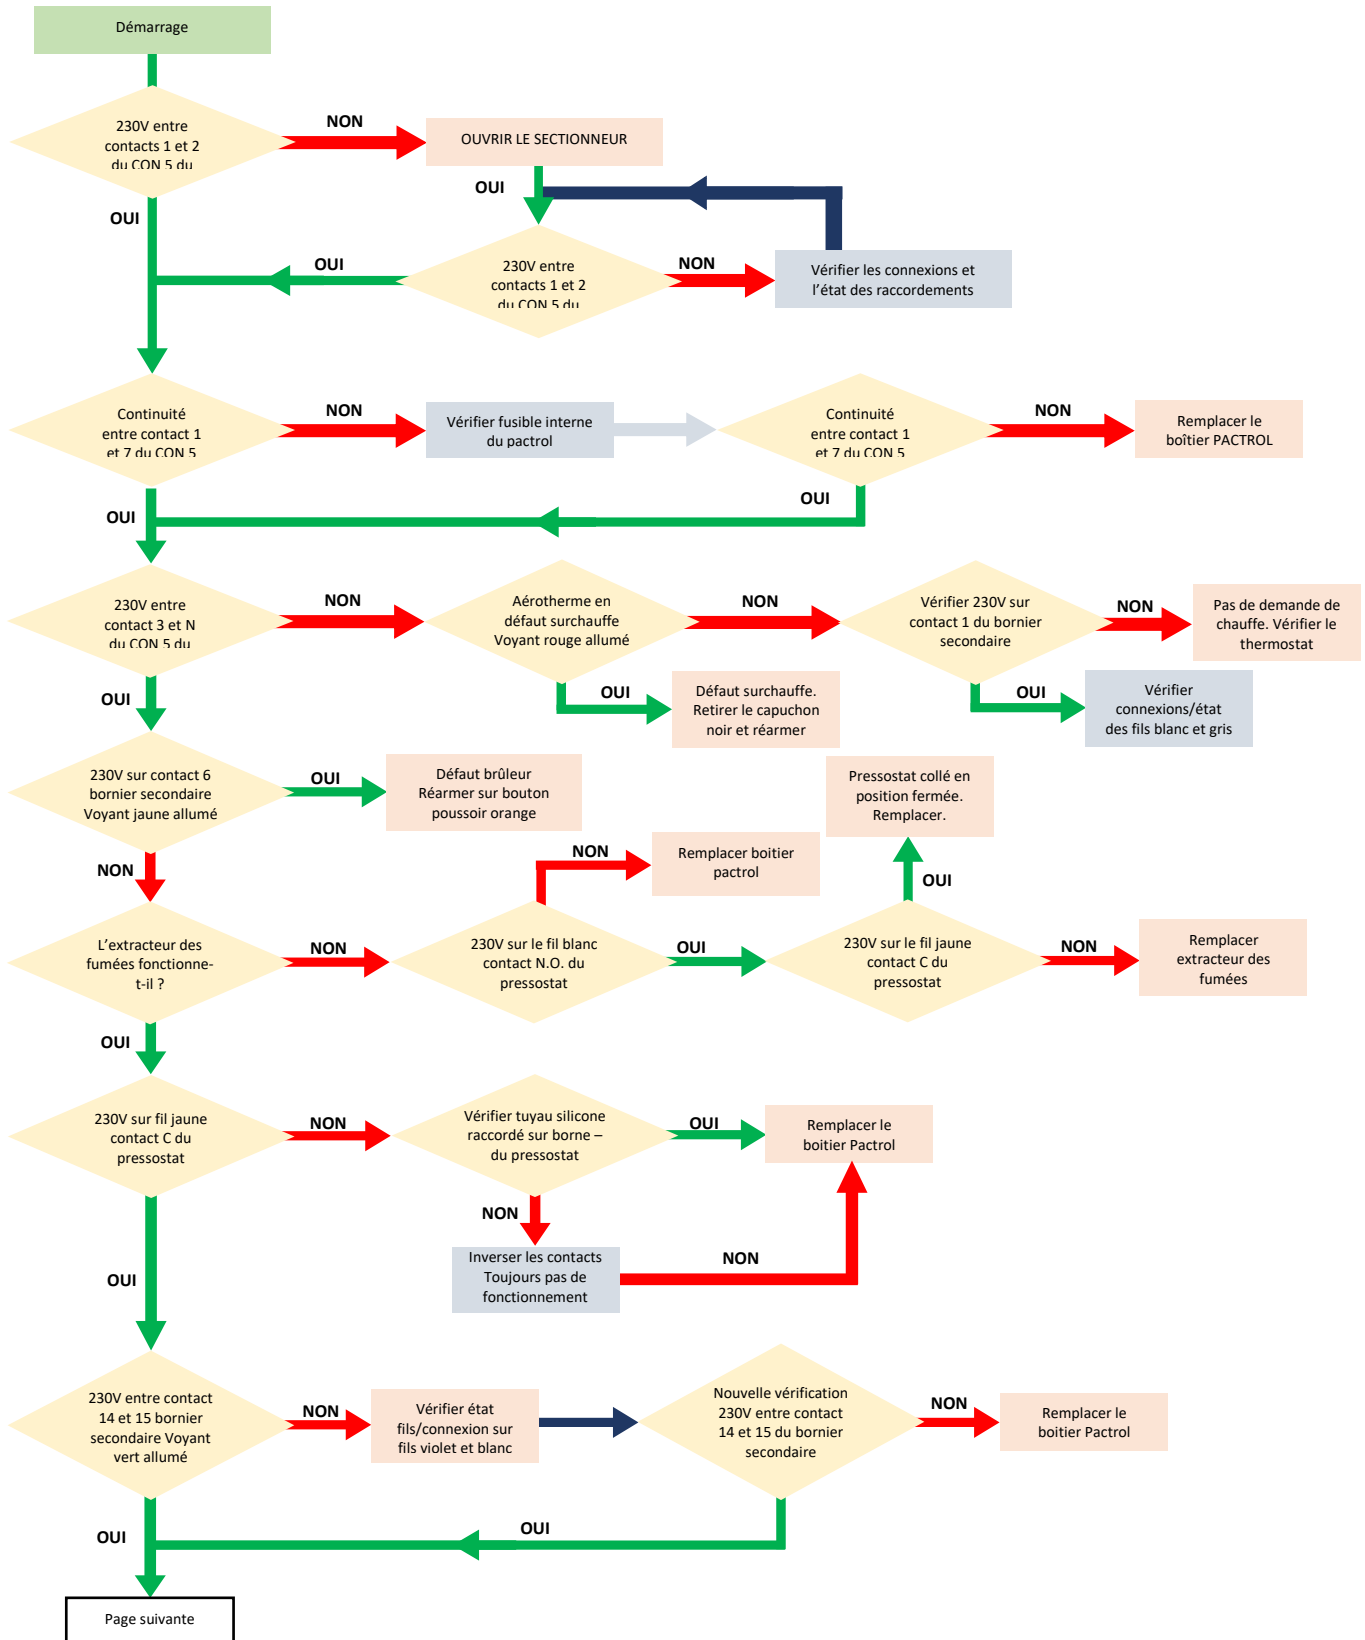 Démarrage
230V entre
contacts 1 et 2
du CON 5 du
NON
OUVRIR LE SECTIONNEUR
OUI
OUI
230V entre
contacts 1 et 2
du CON 5 du
OUI
NON
Vérifier les connexions et
l’état des raccordements
Continuité
entre contact 1
et 7 du CON 5
NON
Vérifier fusible interne
du pactrol
Continuité
entre contact 1
et 7 du CON 5
NON
Remplacer le
boîtier PACTROL
OUI
OUI
230V entre
contact 3 et N
du CON 5 du
NON
Aérotherme en
défaut surchauffe
Voyant rouge allumé
NON
Vérifier 230V sur
contact 1 du bornier
secondaire
NON
Pas de demande de
chauffe. Vérifier le
thermostat
OUI
OUI
Défaut surchauffe.
Retirer le capuchon
noir et réarmer
OUI
Vérifier
connexions/état
des fils blanc et gris
230V sur contact 6
bornier secondaire
Voyant jaune allumé
OUI
Défaut brûleur
Réarmer sur bouton
poussoir orange
Pressostat collé en
position fermée.
Remplacer.
NON
NON
Remplacer boitier
pactrol
OUI
L’extracteur des
fumées fonctionne-
t-il ?
NON
230V sur le fil blanc
contact N.O. du
pressostat
OUI
230V sur le fil jaune
contact C du
pressostat
NON
Remplacer
extracteur des
fumées
OUI
230V sur fil jaune
contact C du
pressostat
NON
Vérifier tuyau silicone
raccordé sur borne –
du pressostat
OUI
Remplacer le
boitier Pactrol
NON
OUI
Inverser les contacts
Toujours pas de
fonctionnement
NON
230V entre contact
14 et 15 bornier
secondaire Voyant
vert allumé
NON
Vérifier état
fils/connexion sur
fils violet et blanc
Nouvelle vérification
230V entre contact
14 et 15 du bornier
secondaire
NON
Remplacer le
boitier Pactrol
OUI
OUI
Page suivante